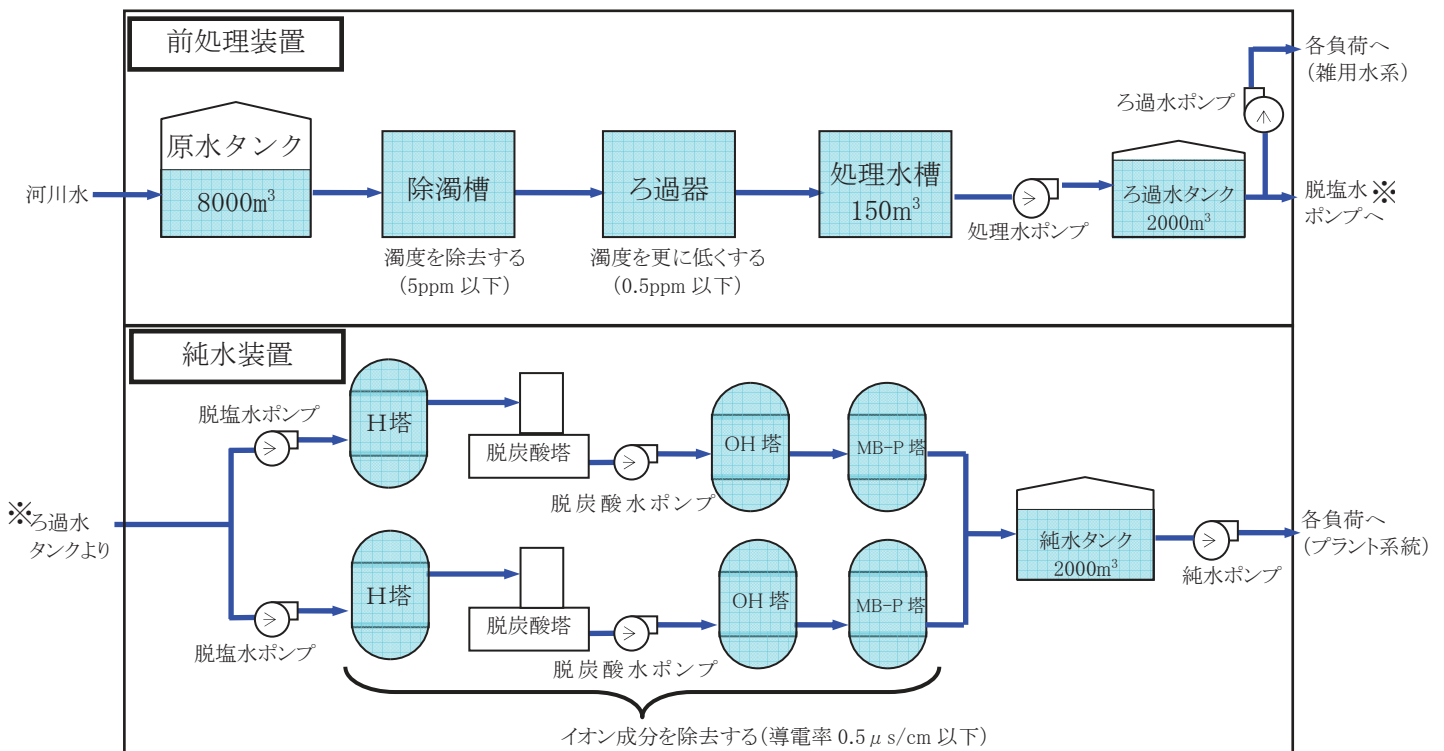 前処理装置
各負荷へ
(雑用水系)
ろ過水ポンプ
河川水
原水タンク
8000m³
除濁槽
ろ過器
処理水槽
150m³
処理水ポンプ
ろ過水タンク
2000m³
脱塩水※
ポンプへ
濁度を除去する
(5ppm 以下)
濁度を更に低くする
(0.5ppm 以下)
純水装置
脱塩水ポンプ
H塔
脱炭酸塔
脱炭酸水ポンプ
OH 塔
MB-P 塔
※ろ過水
タンクより
純水タンク
2000m³
純水ポンプ
各負荷へ
(プラント系統)
脱塩水ポンプ
H塔
脱炭酸塔
脱炭酸水ポンプ
OH 塔
MB-P 塔
イオン成分を除去する(導電率 0.5μs/cm 以下)